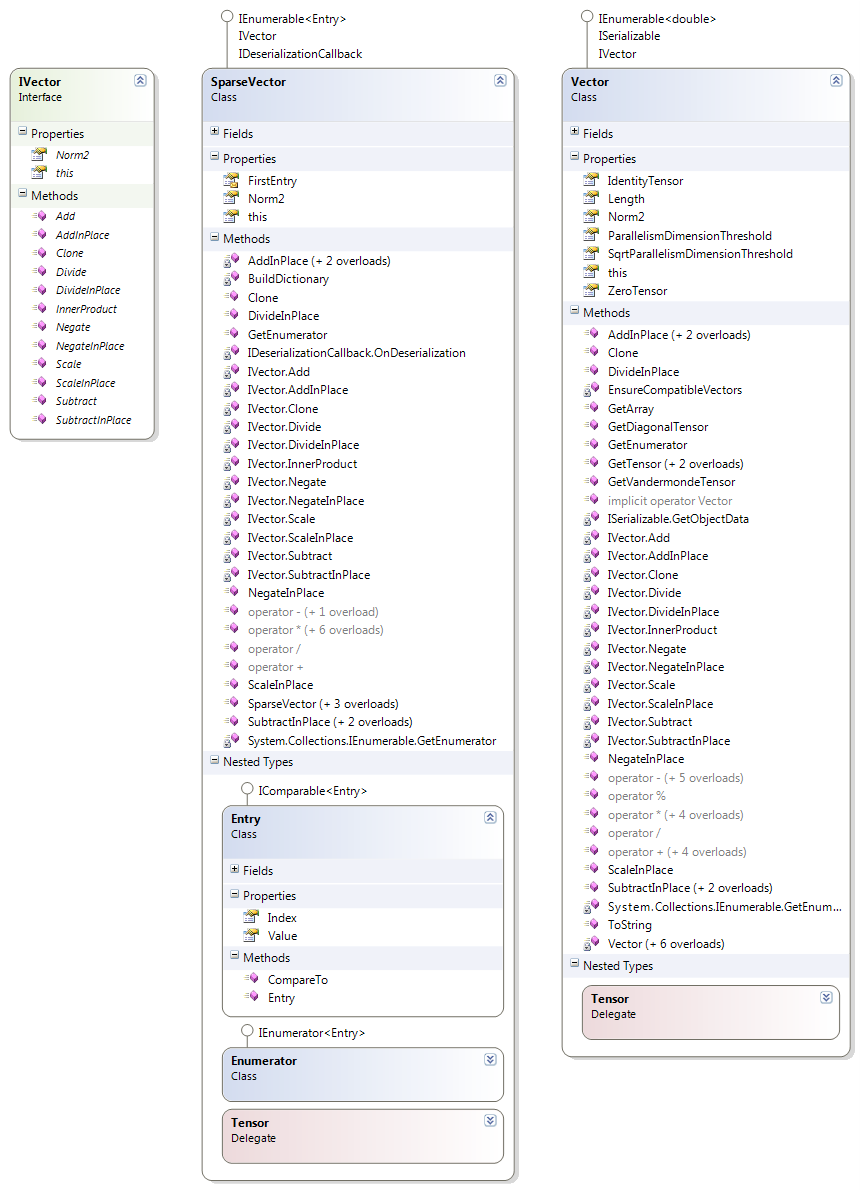 IVector
Interface
Properties
Norm2
this
Methods
Add
AddInPlace
Clone
Divide
DivideInPlace
InnerProduct
Negate
NegateInPlace
Scale
ScaleInPlace
Subtract
SubtractInPlace
IEnumerable<Entry>
IVector
IDeserializationCallback
SparseVector
Class
Fields
Properties
FirstEntry
Norm2
this
Methods
AddInPlace (+ 2 overloads)
BuildDictionary
Clone
DivideInPlace
GetEnumerator
IDeserializationCallback.OnDeserialization
IVector.Add
IVector.AddInPlace
IVector.Clone
IVector.Divide
IVector.DivideInPlace
IVector.InnerProduct
IVector.Negate
IVector.NegateInPlace
IVector.Scale
IVector.ScaleInPlace
IVector.Subtract
IVector.SubtractInPlace
NegateInPlace
operator - (+ 1 overload)
operator * (+ 6 overloads)
operator /
operator +
ScaleInPlace
SparseVector (+ 3 overloads)
SubtractInPlace (+ 2 overloads)
System.Collections.IEnumerable.GetEnumerator
Nested Types
IComparable<Entry>
Entry
Class
Fields
Properties
Index
Value
Methods
CompareTo
Entry
IEnumerator<Entry>
Enumerator
Class
Tensor
Delegate
IEnumerable<double>
ISerializable
IVector
Vector
Class
Fields
Properties
IdentityTensor
Length
Norm2
ParallelismDimensionThreshold
SqrtParallelismDimensionThreshold
this
ZeroTensor
Methods
AddInPlace (+ 2 overloads)
Clone
DivideInPlace
EnsureCompatibleVectors
GetArray
GetDiagonalTensor
GetEnumerator
GetTensor (+ 2 overloads)
GetVandermondeTensor
implicit operator Vector
ISerializable.GetObjectData
IVector.Add
IVector.AddInPlace
IVector.Clone
IVector.Divide
IVector.DivideInPlace
IVector.InnerProduct
IVector.Negate
IVector.NegateInPlace
IVector.Scale
IVector.ScaleInPlace
IVector.Subtract
IVector.SubtractInPlace
NegateInPlace
operator - (+ 5 overloads)
operator %
operator * (+ 4 overloads)
operator /
operator + (+ 4 overloads)
ScaleInPlace
SubtractInPlace (+ 2 overloads)
System.Collections.IEnumerable.GetEnum...
ToString
Vector (+ 6 overloads)
Nested Types
Tensor
Delegate